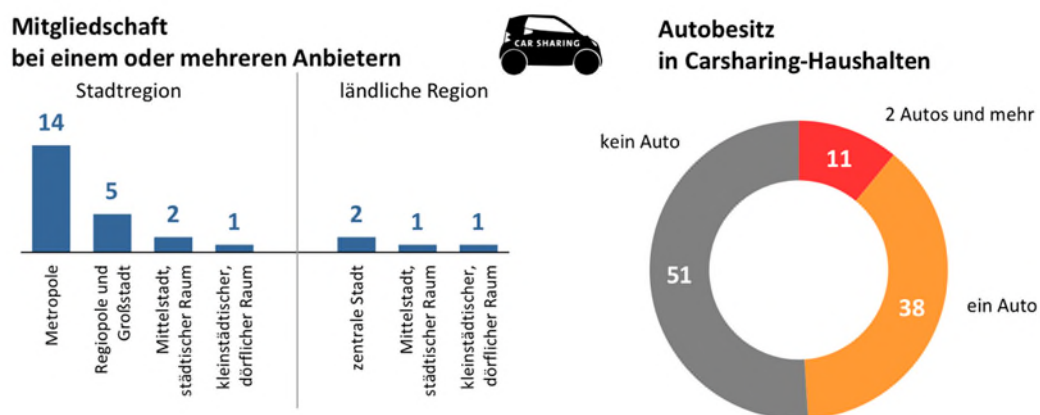 Mitgliedschaft
bei einem oder mehreren Anbietern
Stadtregion
ländliche Region
14
5
2
1
2
1
1
Metropole
Regiopole und
Großstadt
Mittelstadt,
städtischer Raum
kleinstädtischer,
dörflicher Raum
zentrale Stadt
Mittelstadt,
städtischer Raum
kleinstädtischer,
dörflicher Raum
CAR SHARING
Autobesitz
in Carsharing-Haushalten
kein Auto
2 Autos und mehr
11
51
38
ein Auto